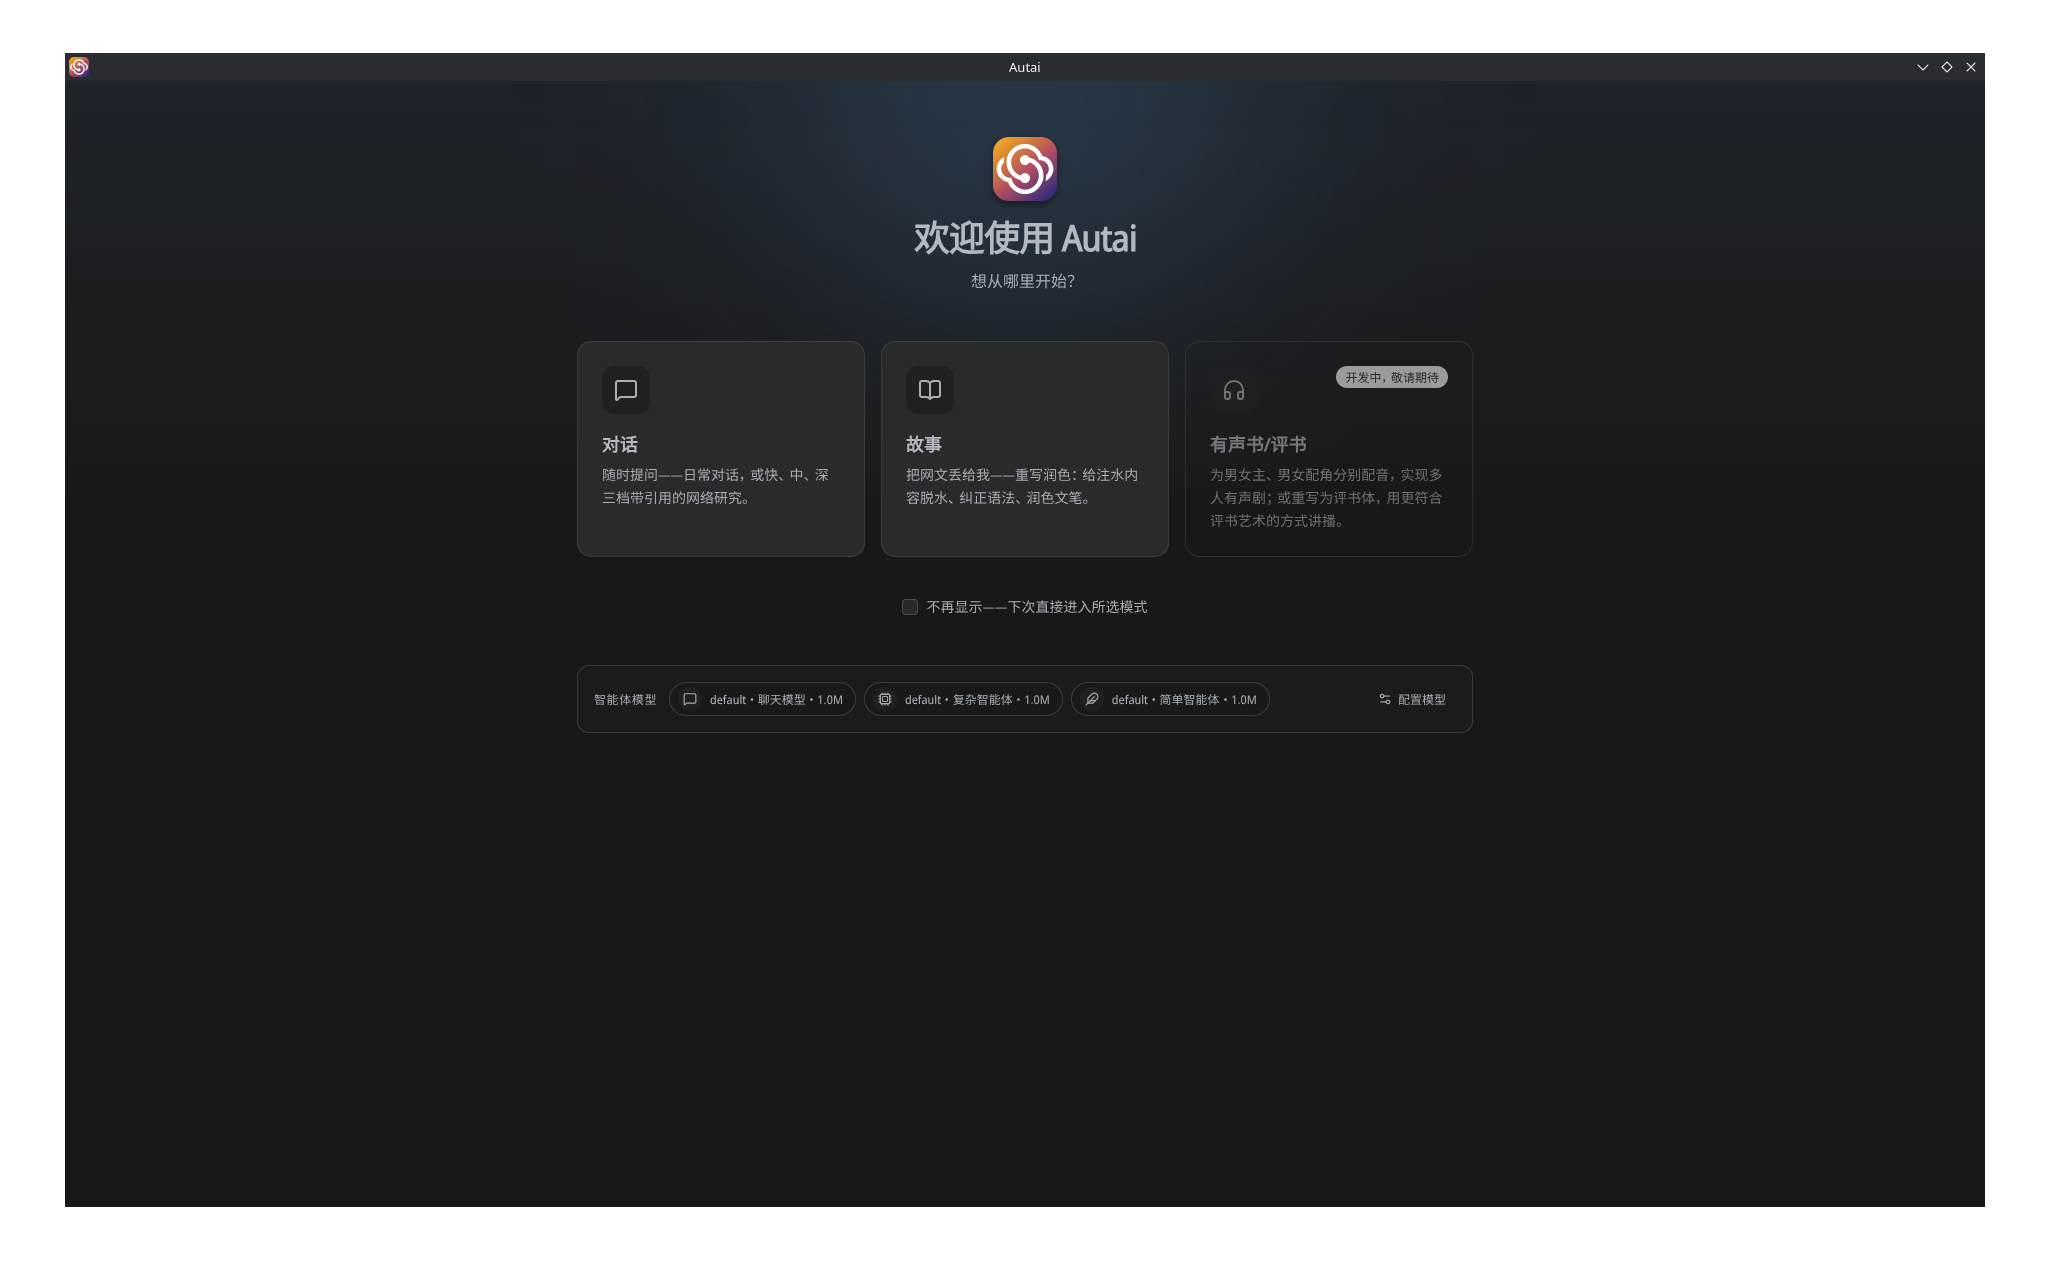 Autai
欢迎使用 Autai
想从哪里开始？
对话
随时提问——日常对话，或快、中、深
三档带引用的网络研究。
故事
把网文丢给我——重写润色：给注水内
容脱水、纠正语法、润色文笔。
开发中，敬请期待
有声书/评书
为男女主、男女配角分别配音，实现多
人有声剧；或重写为评书体，用更符合
评书艺术的方式讲播。
不再显示——下次直接进入所选模式
智能体模型
default • 聊天模型 • 1.0M
default • 复杂智能体 • 1.0M
default • 简单智能体 • 1.0M
配置模型